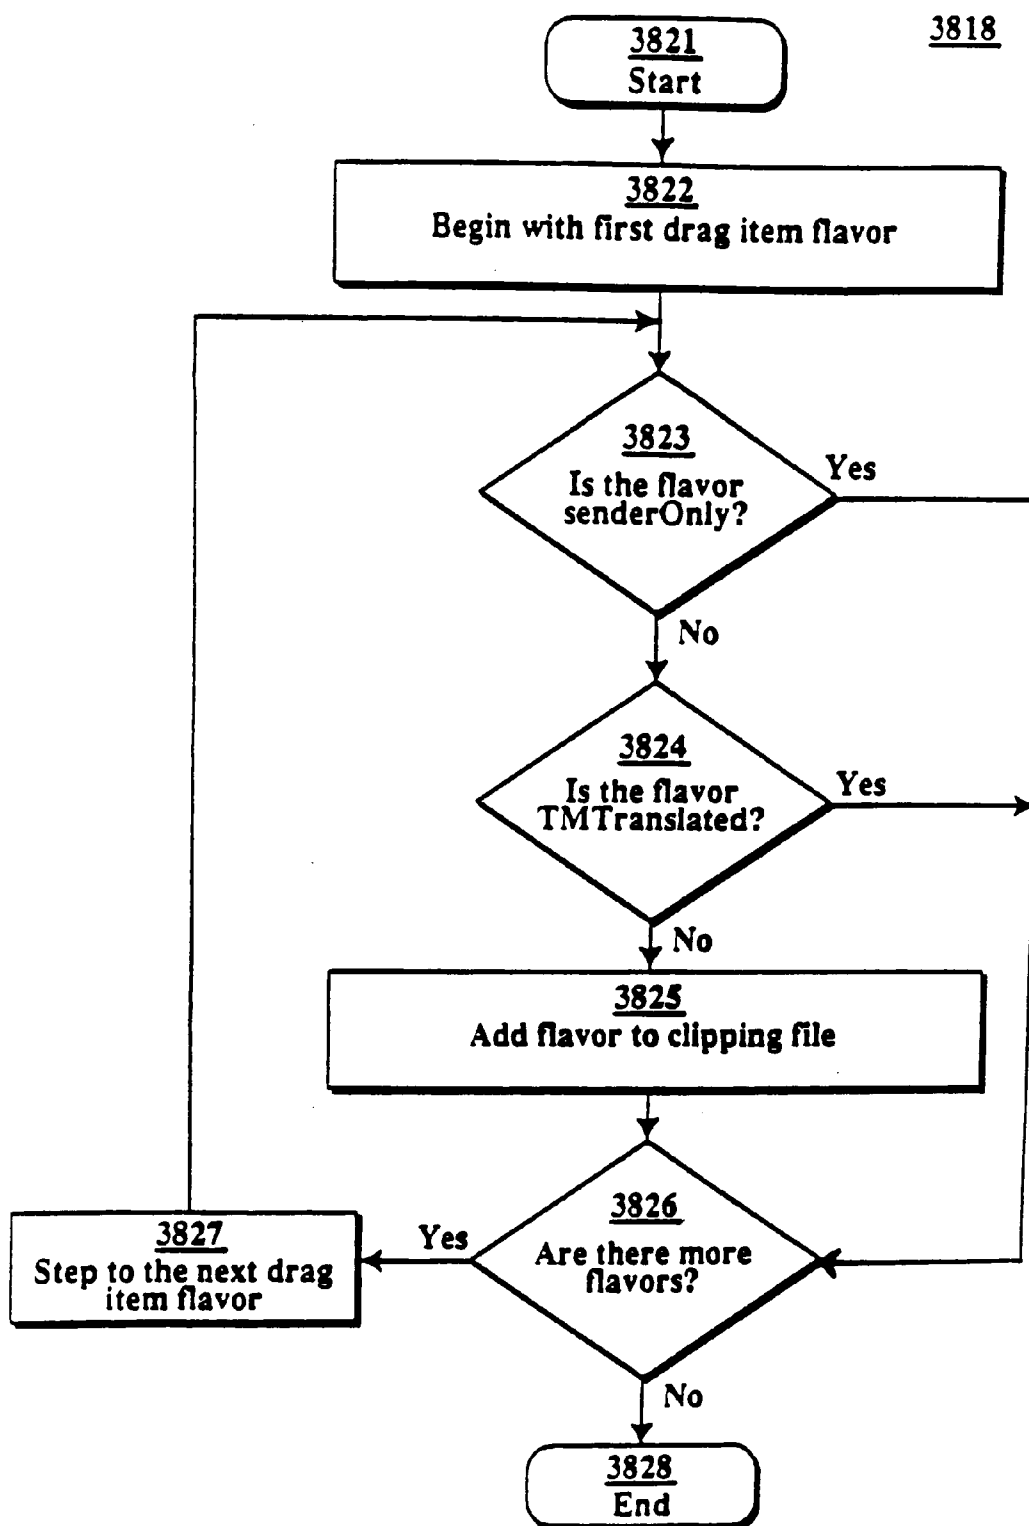 3818
3821
Start
3822
Begin with first drag item flavor
3823
Is the flavor
senderOnly?
Yes
No
3824
Is the flavor
TMTranslated?
Yes
No
3825
Add flavor to clipping file
3826
Are there more
flavors?
Yes
3827
Step to the next drag
item flavor
No
3828
End